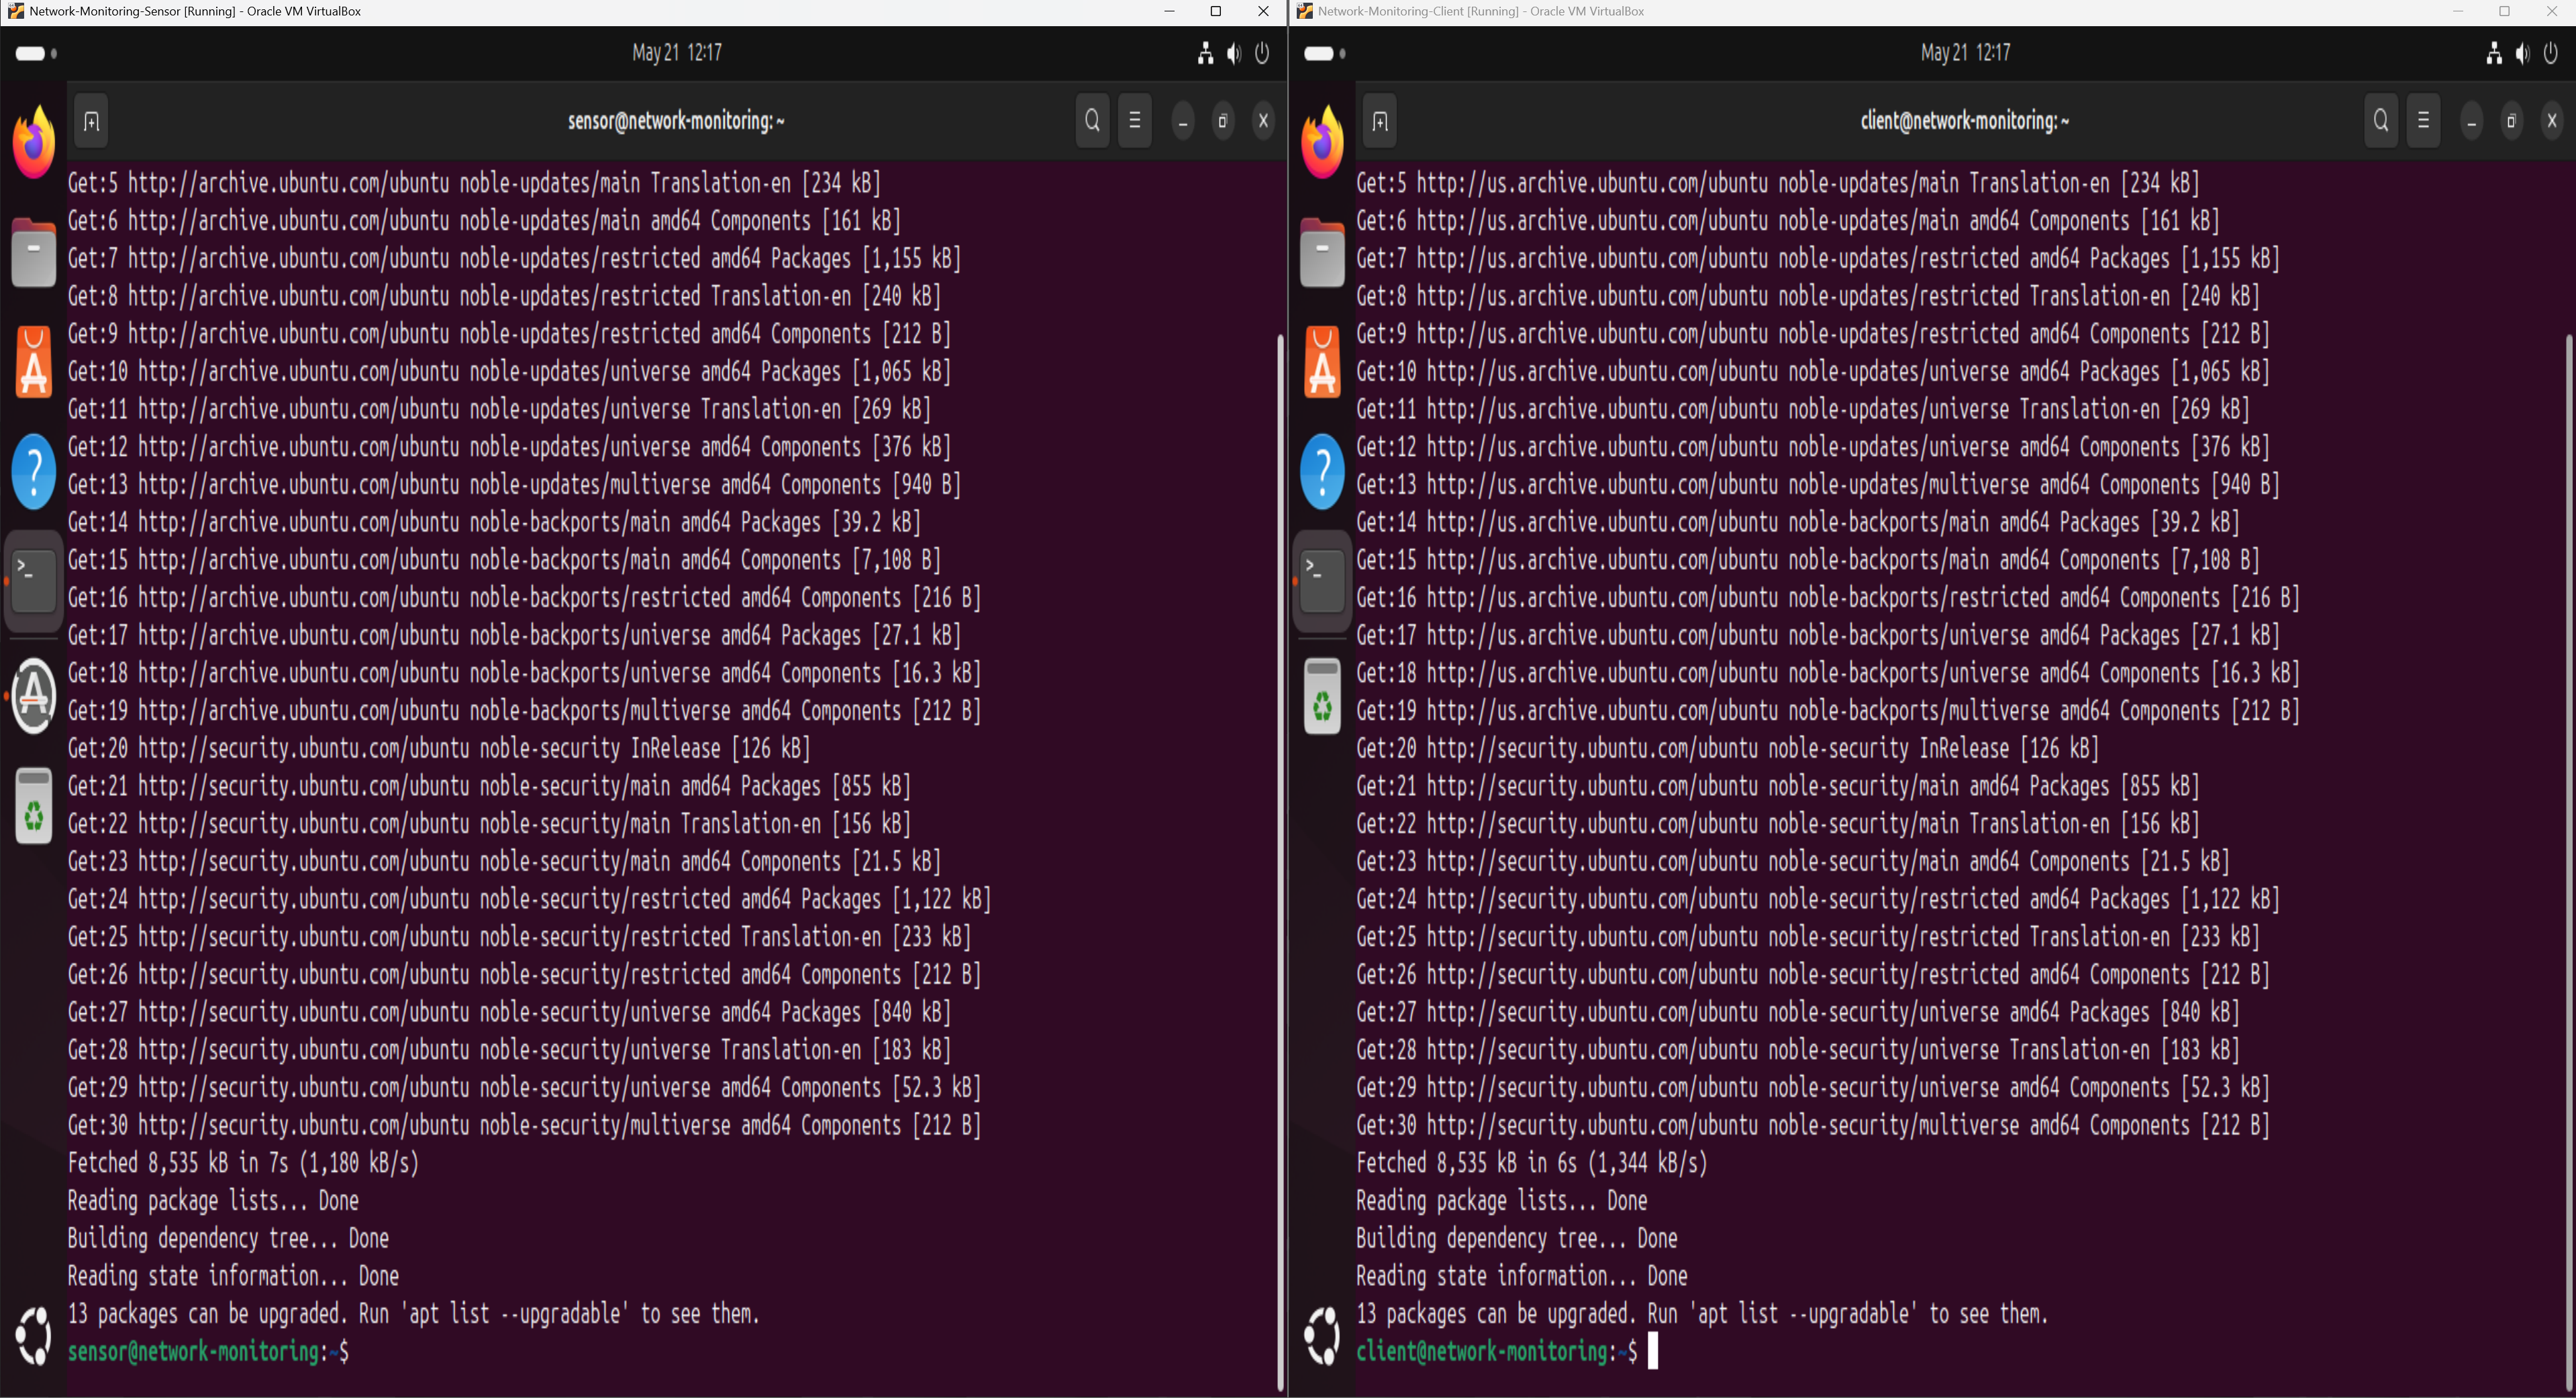 Network-Monitoring-Sensor [Running] - Oracle VM VirtualBox
May 21 12:17
sensor@network-monitoring: ~
Get:5 http://archive.ubuntu.com/ubuntu noble-updates/main Translation-en [234 kB]
Get:6 http://archive.ubuntu.com/ubuntu noble-updates/main amd64 Components [161 kB]
Get:7 http://archive.ubuntu.com/ubuntu noble-updates/restricted amd64 Packages [1,155 kB]
Get:8 http://archive.ubuntu.com/ubuntu noble-updates/restricted Translation-en [240 kB]
Get:9 http://archive.ubuntu.com/ubuntu noble-updates/restricted amd64 Components [212 B]
Get:10 http://archive.ubuntu.com/ubuntu noble-updates/universe amd64 Packages [1,065 kB]
Get:11 http://archive.ubuntu.com/ubuntu noble-updates/universe Translation-en [269 kB]
Get:12 http://archive.ubuntu.com/ubuntu noble-updates/universe amd64 Components [376 kB]
Get:13 http://archive.ubuntu.com/ubuntu noble-updates/multiverse amd64 Components [940 B]
Get:14 http://archive.ubuntu.com/ubuntu noble-backports/main amd64 Packages [39.2 kB]
Get:15 http://archive.ubuntu.com/ubuntu noble-backports/main amd64 Components [7,108 B]
Get:16 http://archive.ubuntu.com/ubuntu noble-backports/restricted amd64 Components [216 B]
Get:17 http://archive.ubuntu.com/ubuntu noble-backports/universe amd64 Packages [27.1 kB]
Get:18 http://archive.ubuntu.com/ubuntu noble-backports/universe amd64 Components [16.3 kB]
Get:19 http://archive.ubuntu.com/ubuntu noble-backports/multiverse amd64 Components [212 B]
Get:20 http://security.ubuntu.com/ubuntu noble-security InRelease [126 kB]
Get:21 http://security.ubuntu.com/ubuntu noble-security/main amd64 Packages [855 kB]
Get:22 http://security.ubuntu.com/ubuntu noble-security/main Translation-en [156 kB]
Get:23 http://security.ubuntu.com/ubuntu noble-security/main amd64 Components [21.5 kB]
Get:24 http://security.ubuntu.com/ubuntu noble-security/restricted amd64 Packages [1,122 kB]
Get:25 http://security.ubuntu.com/ubuntu noble-security/restricted Translation-en [233 kB]
Get:26 http://security.ubuntu.com/ubuntu noble-security/restricted amd64 Components [212 B]
Get:27 http://security.ubuntu.com/ubuntu noble-security/universe amd64 Packages [840 kB]
Get:28 http://security.ubuntu.com/ubuntu noble-security/universe Translation-en [183 kB]
Get:29 http://security.ubuntu.com/ubuntu noble-security/universe amd64 Components [52.3 kB]
Get:30 http://security.ubuntu.com/ubuntu noble-security/multiverse amd64 Components [212 B]
Fetched 8,535 kB in 7s (1,180 kB/s)
Reading package lists... Done
Building dependency tree... Done
Reading state information... Done
13 packages can be upgraded. Run 'apt list --upgradable' to see them.
sensor@network-monitoring:~$
Network-Monitoring-Client [Running] - Oracle VM VirtualBox
May 21 12:17
client@network-monitoring: ~
Get:5 http://us.archive.ubuntu.com/ubuntu noble-updates/main Translation-en [234 kB]
Get:6 http://us.archive.ubuntu.com/ubuntu noble-updates/main amd64 Components [161 kB]
Get:7 http://us.archive.ubuntu.com/ubuntu noble-updates/restricted amd64 Packages [1,155 kB]
Get:8 http://us.archive.ubuntu.com/ubuntu noble-updates/restricted Translation-en [240 kB]
Get:9 http://us.archive.ubuntu.com/ubuntu noble-updates/restricted amd64 Components [212 B]
Get:10 http://us.archive.ubuntu.com/ubuntu noble-updates/universe amd64 Packages [1,065 kB]
Get:11 http://us.archive.ubuntu.com/ubuntu noble-updates/universe Translation-en [269 kB]
Get:12 http://us.archive.ubuntu.com/ubuntu noble-updates/universe amd64 Components [376 kB]
Get:13 http://us.archive.ubuntu.com/ubuntu noble-updates/multiverse amd64 Components [940 B]
Get:14 http://us.archive.ubuntu.com/ubuntu noble-backports/main amd64 Packages [39.2 kB]
Get:15 http://us.archive.ubuntu.com/ubuntu noble-backports/main amd64 Components [7,108 B]
Get:16 http://us.archive.ubuntu.com/ubuntu noble-backports/restricted amd64 Components [216 B]
Get:17 http://us.archive.ubuntu.com/ubuntu noble-backports/universe amd64 Packages [27.1 kB]
Get:18 http://us.archive.ubuntu.com/ubuntu noble-backports/universe amd64 Components [16.3 kB]
Get:19 http://us.archive.ubuntu.com/ubuntu noble-backports/multiverse amd64 Components [212 B]
Get:20 http://security.ubuntu.com/ubuntu noble-security InRelease [126 kB]
Get:21 http://security.ubuntu.com/ubuntu noble-security/main amd64 Packages [855 kB]
Get:22 http://security.ubuntu.com/ubuntu noble-security/main Translation-en [156 kB]
Get:23 http://security.ubuntu.com/ubuntu noble-security/main amd64 Components [21.5 kB]
Get:24 http://security.ubuntu.com/ubuntu noble-security/restricted amd64 Packages [1,122 kB]
Get:25 http://security.ubuntu.com/ubuntu noble-security/restricted Translation-en [233 kB]
Get:26 http://security.ubuntu.com/ubuntu noble-security/restricted amd64 Components [212 B]
Get:27 http://security.ubuntu.com/ubuntu noble-security/universe amd64 Packages [840 kB]
Get:28 http://security.ubuntu.com/ubuntu noble-security/universe Translation-en [183 kB]
Get:29 http://security.ubuntu.com/ubuntu noble-security/universe amd64 Components [52.3 kB]
Get:30 http://security.ubuntu.com/ubuntu noble-security/multiverse amd64 Components [212 B]
Fetched 8,535 kB in 6s (1,344 kB/s)
Reading package lists... Done
Building dependency tree... Done
Reading state information... Done
13 packages can be upgraded. Run 'apt list --upgradable' to see them.
client@network-monitoring:~$